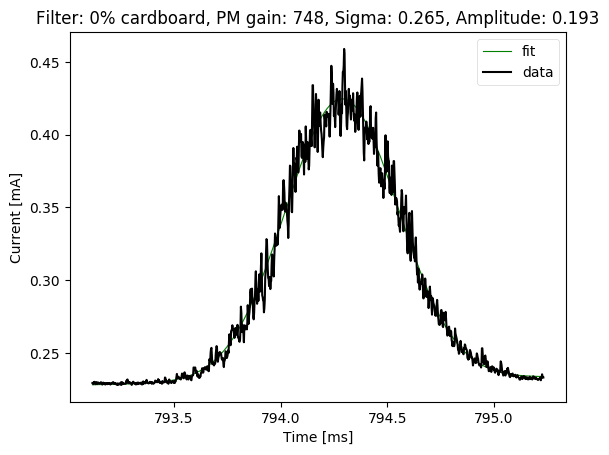 Filter: 0% cardboard, PM gain: 748, Sigma: 0.265, Amplitude: 0.193
fit
data
0.45
0.40
0.35
0.30
0.25
Current [mA]
793.5 794.0 794.5 795.0
Time [ms]